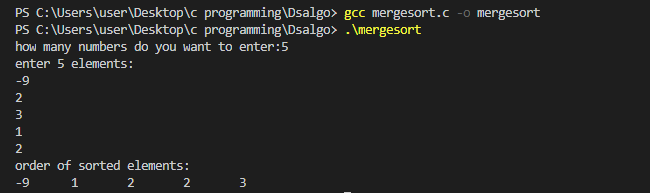 PS C:\Users\user\Desktop\c programming\Dsalgo> gcc mergesort.c -o mergesort
PS C:\Users\user\Desktop\c programming\Dsalgo> .\mergesort
how many numbers do you want to enter:5
enter 5 elements:
-9
2
3
1
2
order of sorted elements:
-9 1 2 2 3